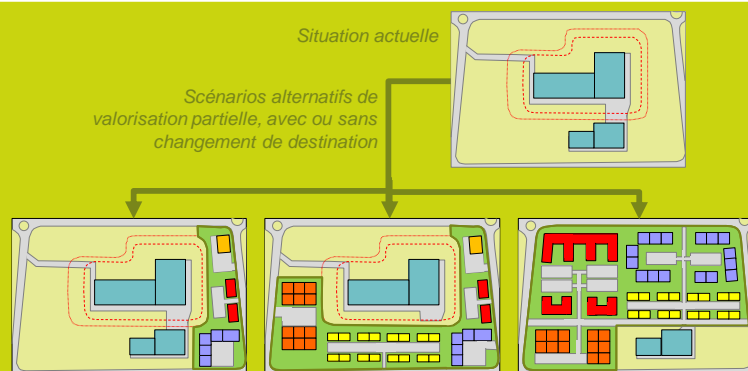 Situation actuelle
Scénarios alternatifs de
valorisation partielle, avec ou sans
changement de destination